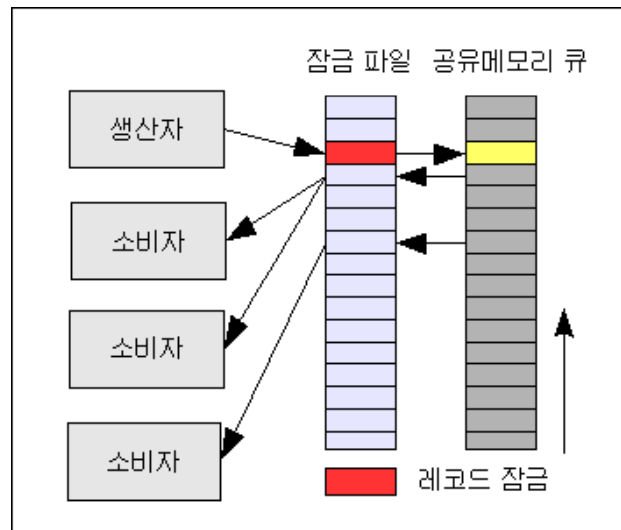 잠금 파일 공유메모리 큐
생산자
소비자
소비자
소비자
레코드 잠금